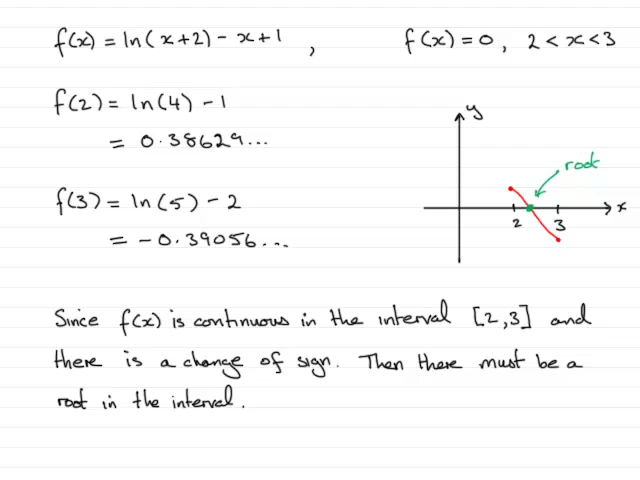 f(x) = ln(x+2) - x+1 , f(x) = 0 , 2 < x < 3
f(2) = ln(4) - 1
= 0.38629...
f(3) = ln(5) - 2
= -0.39056...
y
root
x
2 3
Since f(x) is continuous in the interval [2,3] and
there is a change of sign. Then there must be a
root in the interval.